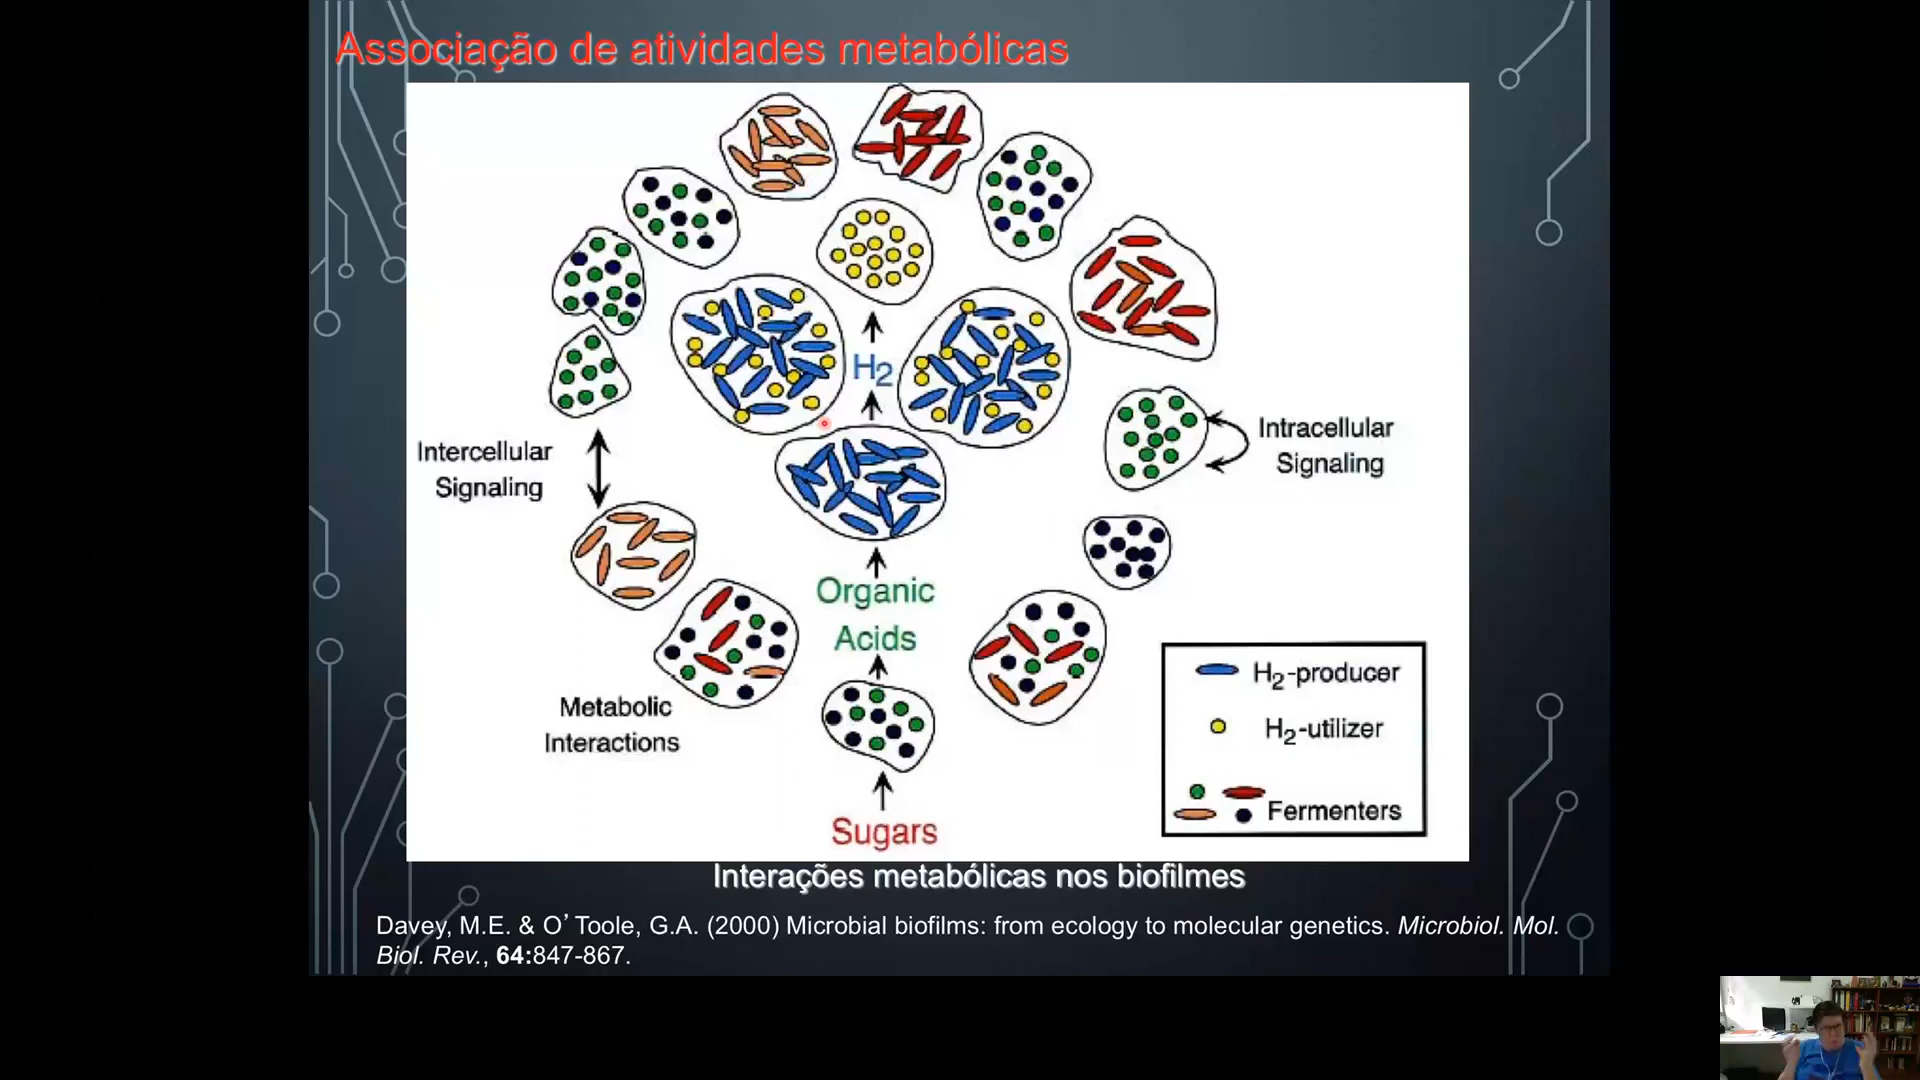 Associação de atividades metabólicas
H2
Intercellular
Signaling
Intracellular
Signaling
Organic
Acids
Metabolic
Interactions
Sugars
H2-producer
H2-utilizer
Fermenters
Interações metabólicas nos biofilmes
Davey, M.E. & O’Toole, G.A. (2000) Microbial biofilms: from ecology to molecular genetics. Microbiol. Mol.
Biol. Rev., 64:847-867.